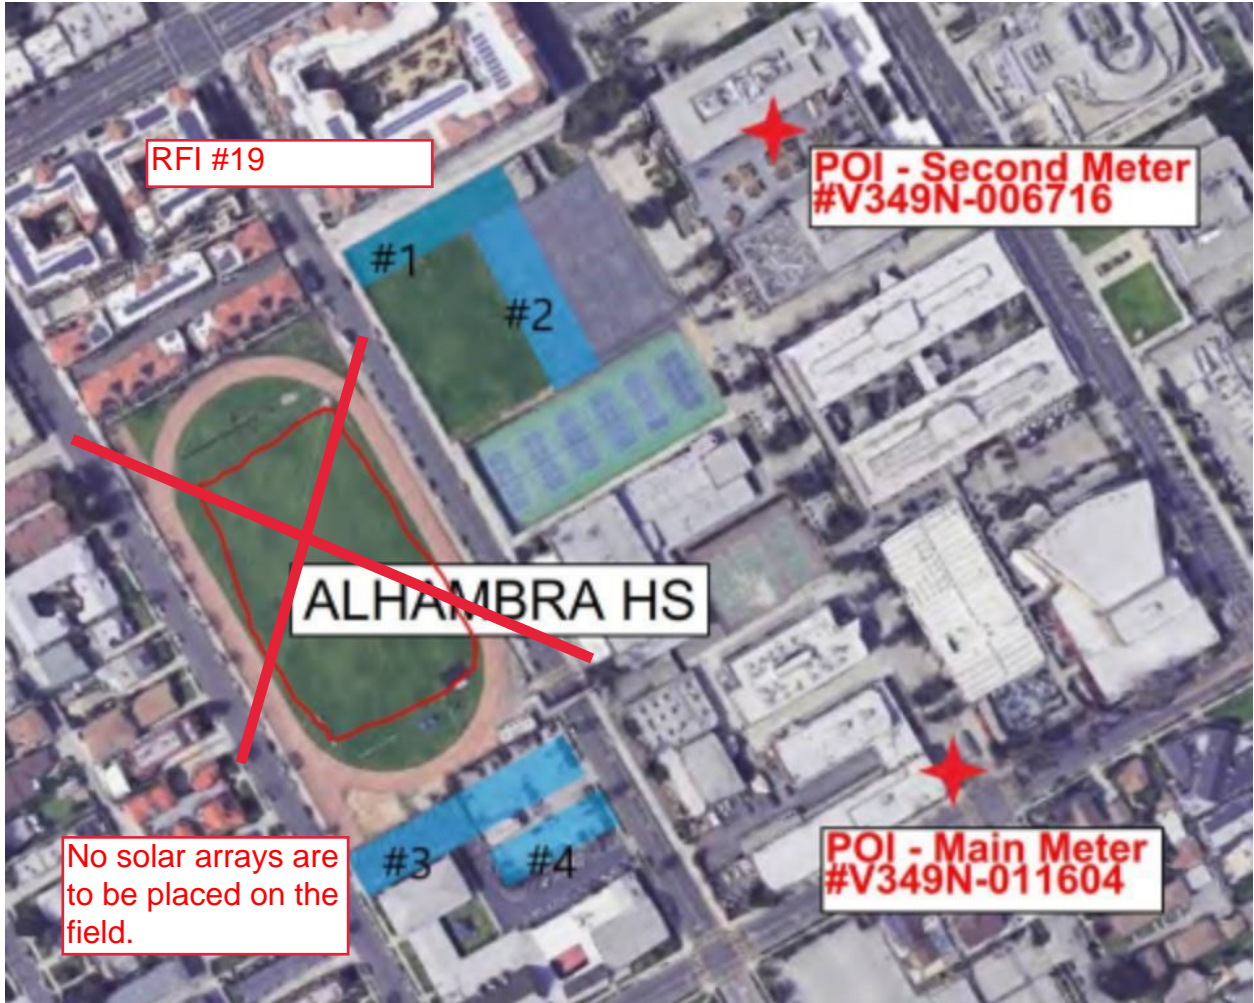 RFI #19
POI - Second Meter
#V349N-006716
#1
#2
ALHAMBRA HS
#3
#4
POI - Main Meter
#V349N-011604
No solar arrays are
to be placed on the
field.